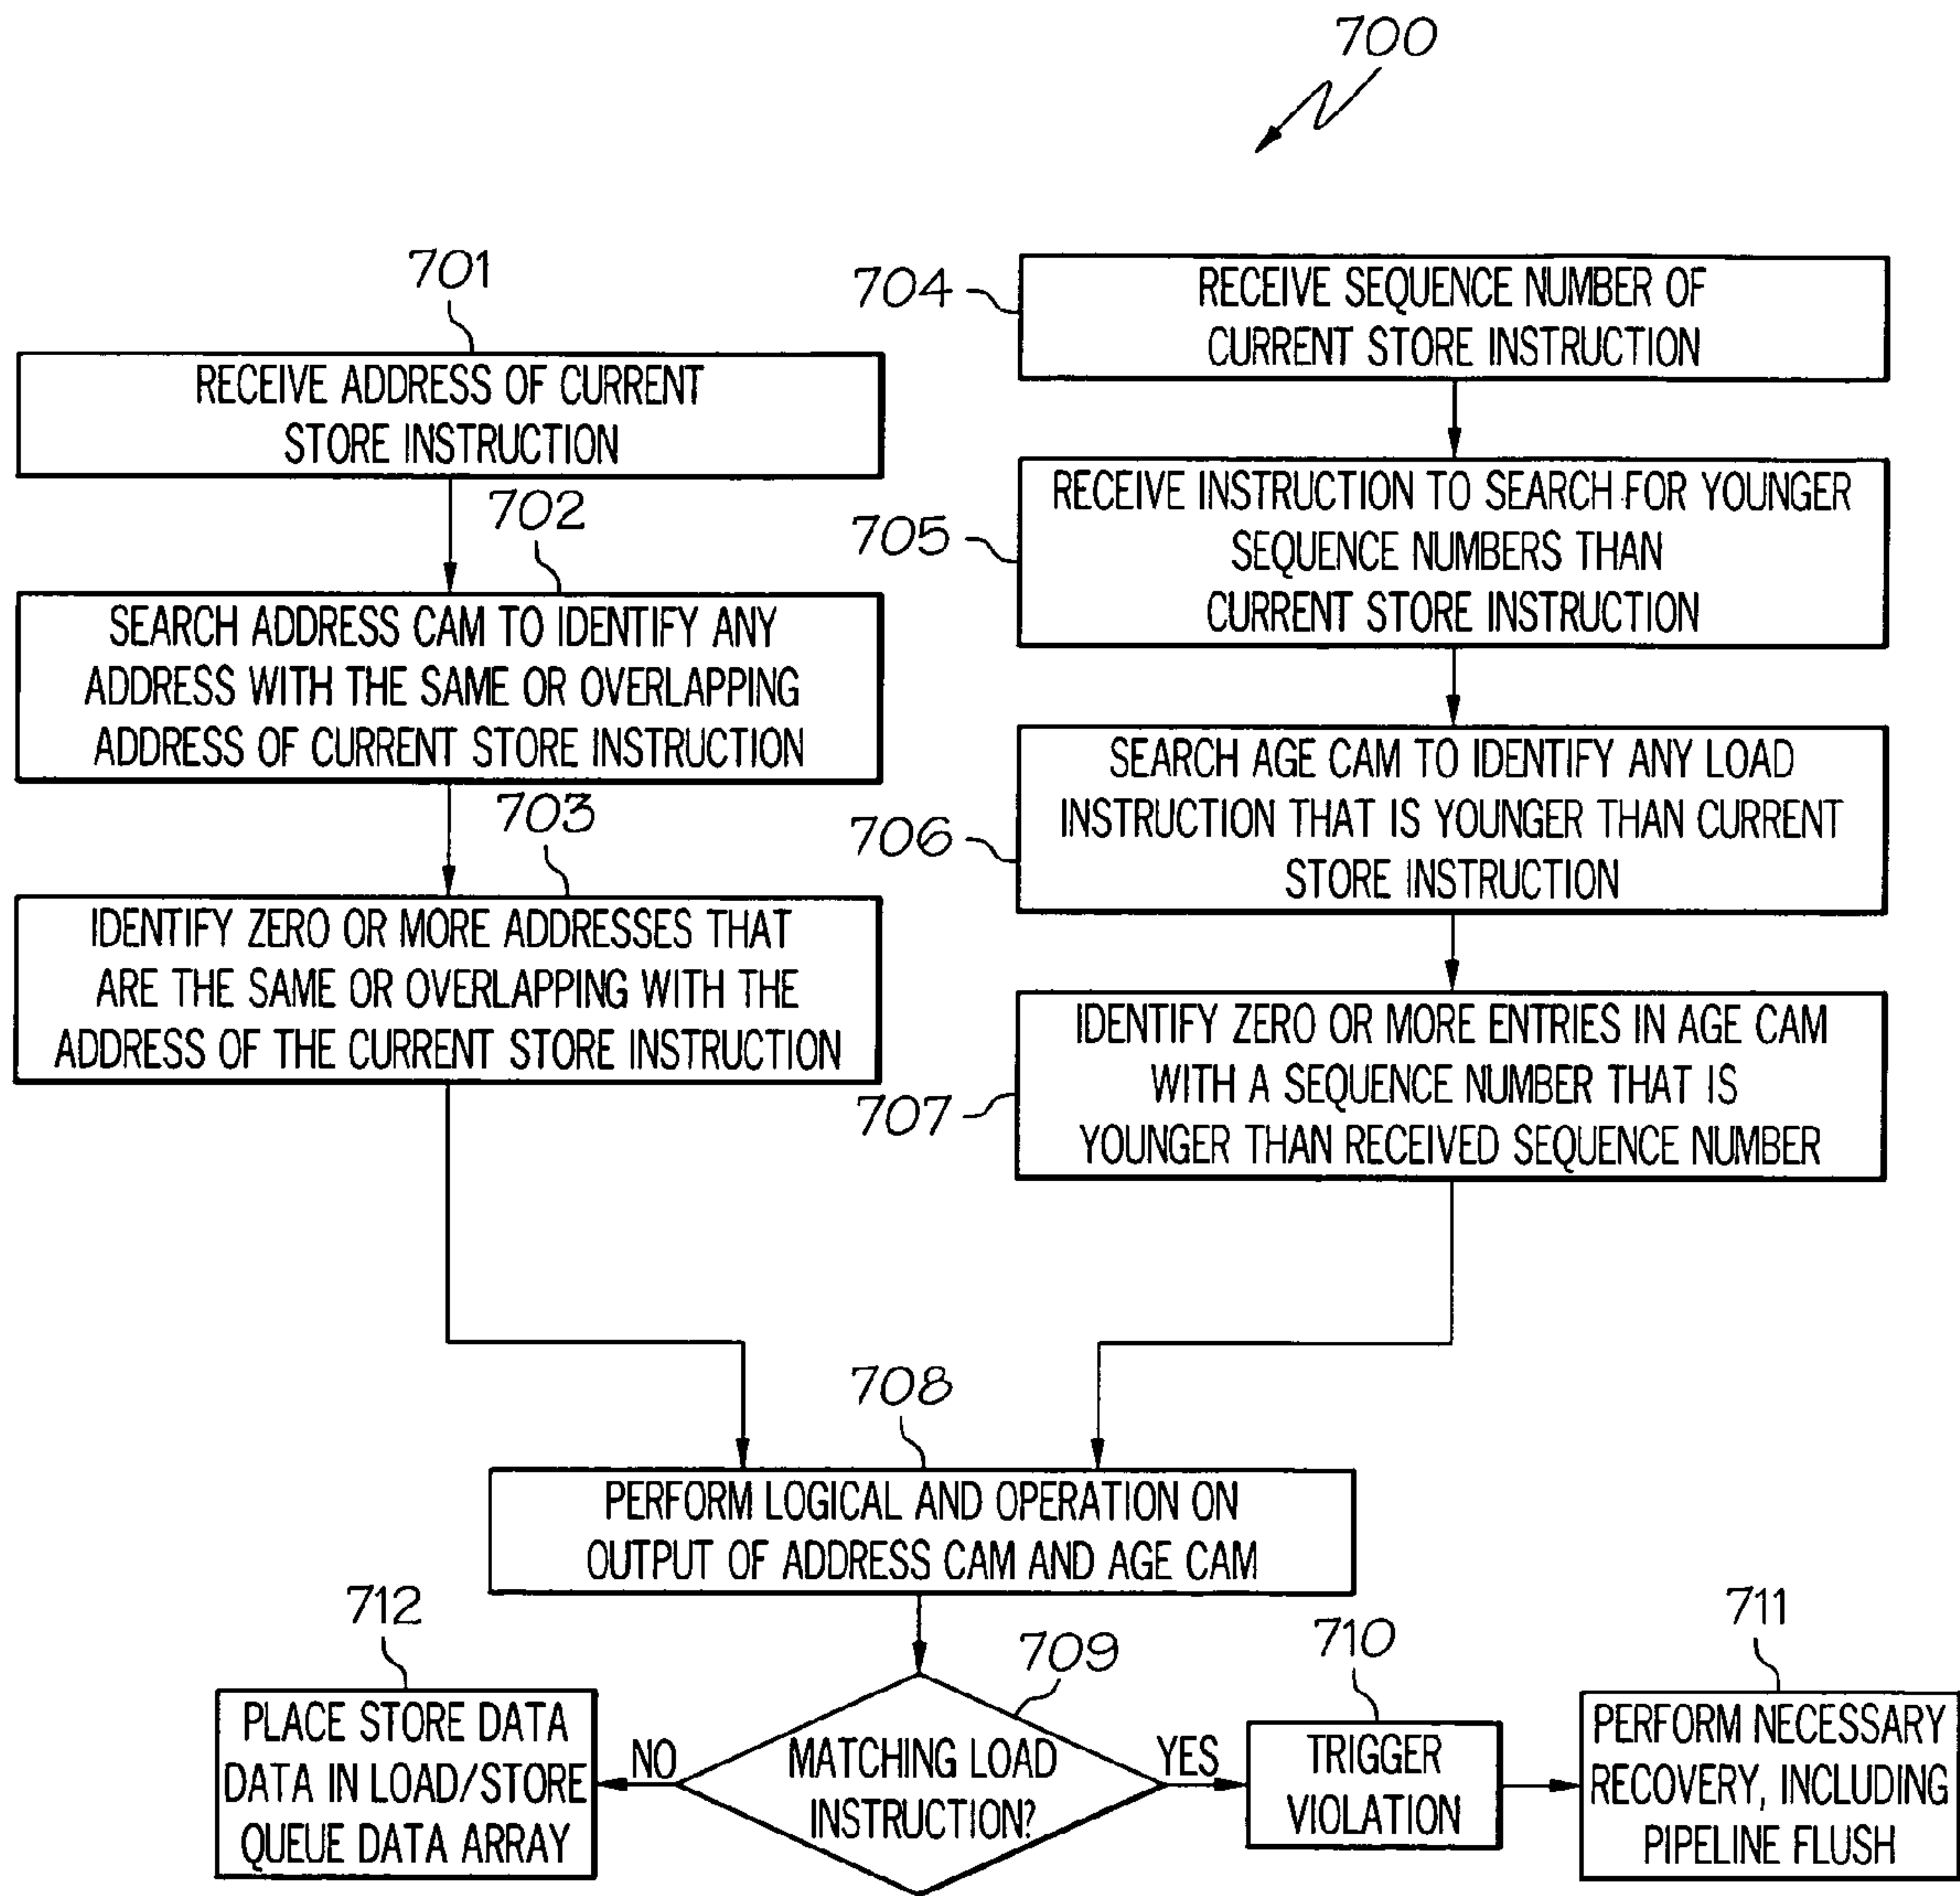 700
701
RECEIVE ADDRESS OF CURRENT
STORE INSTRUCTION
702
SEARCH ADDRESS CAM TO IDENTIFY ANY
ADDRESS WITH THE SAME OR OVERLAPPING
ADDRESS OF CURRENT STORE INSTRUCTION
703
IDENTIFY ZERO OR MORE ADDRESSES THAT
ARE THE SAME OR OVERLAPPING WITH THE
ADDRESS OF THE CURRENT STORE INSTRUCTION
704
RECEIVE SEQUENCE NUMBER OF
CURRENT STORE INSTRUCTION
705
RECEIVE INSTRUCTION TO SEARCH FOR YOUNGER
SEQUENCE NUMBERS THAN
CURRENT STORE INSTRUCTION
706
SEARCH AGE CAM TO IDENTIFY ANY LOAD
INSTRUCTION THAT IS YOUNGER THAN CURRENT
STORE INSTRUCTION
707
IDENTIFY ZERO OR MORE ENTRIES IN AGE CAM
WITH A SEQUENCE NUMBER THAT IS
YOUNGER THAN RECEIVED SEQUENCE NUMBER
708
PERFORM LOGICAL AND OPERATION ON
OUTPUT OF ADDRESS CAM AND AGE CAM
709
MATCHING LOAD
INSTRUCTION?
NO
YES
712
PLACE STORE DATA
DATA IN LOAD/STORE
QUEUE DATA ARRAY
710
TRIGGER
VIOLATION
711
PERFORM NECESSARY
RECOVERY, INCLUDING
PIPELINE FLUSH